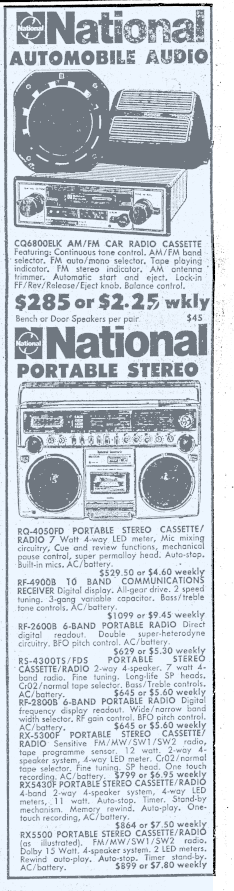 National
National
AUTOMOBILE AUDIO
CQ6800ELK AM/FM CAR RADIO CASSETTE
Featuring: Continuous tone control. AM/FM band
selector. FM auto/mono selector. Tape playing
indicator. FM stereo indicator. AM antenna
trimmer. Automatic start and eject. Lock-in
FF/Rev/Release/Eject knob. Balance control.
$285 or $2.25 wkly
Bench or Door Speakers per pair $45
National
National
PORTABLE STEREO
RQ-4050FD PORTABLE STEREO CASSETTE/
RADIO 7 Watt 4-way LED meter, Mic mixing
circuitry, Cue and review functions, mechanical
pause control, super permalloy head. Auto-stop.
Built-in mics. AC/battery.
$529.50 or $4.60 weekly
RF-4900B 10 BAND COMMUNICATIONS
RECEIVER Digital display. All-gear drive. 2 speed
tuning. 3-gang variable capacitor. Bass/treble
tone controls, AC/battery.
$1099 or $9.45 weekly
RF-2600B 6-BAND PORTABLE RADIO Direct
digital readout. Double super-heterodyne
circuitry. BFO pitch control. AC/battery.
$629 or $5.30 weekly
RS-4300TS/FDS PORTABLE STEREO
CASSETTE/RADIO 2-way 4-speaker. 7 watt 4-
band radio. Fine tuning. Long-life SP heads.
Cr02/normal tape selector. Bass/Treble controls.
AC/battery. $645 or $5.60 weekly
RF-2800B 6-BAND PORTABLE RADIO Digital
frequency display readout. Wide/narrow band
width selector. RF gain control. BFO pitch control.
AC/battery. $645 or $5.60 weekly
RX-5300F PORTABLE STEREO CASSETTE/
RADIO Sensitive FM/MW/SW1/SW2 radio,
tape programme sensor. 12 watt. 2-way 4-
speaker system, 4-way LED meter. Cr02/normal
tape selector, Fine tuning. SP head. One touch
recording. AC/battery. $799 or $6.95 weekly
RX5430F PORTABLE STEREO CASSETTE/RADIO
4-band 2-way 4-speaker system, 4-way LED
meters, 11 watt. Auto-stop. Timer. Stand-by
mechanism. Memory rewind. Auto-play. One-
touch recording, AC/battery.
$864 or $7.50 weekly
RX5500 PORTABLE STEREO CASSETTE/RADIO
(as illustrated). FM/MW/SW1/SW2 radio.
Dolby 15 Watt. 4-speaker system. 2 LED meters.
Rewind auto-play. Auto-stop. Timer stand-by.
AC/battery. $899 or $7.80 weekly